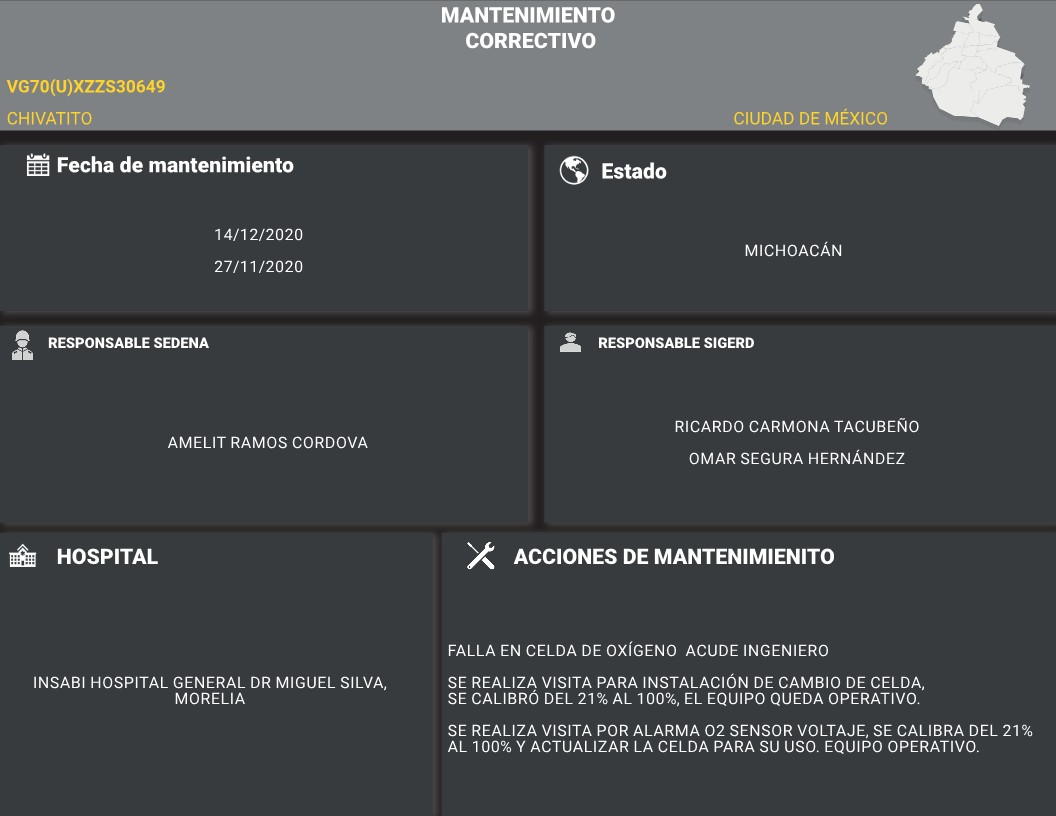 MANTENIMIENTO
CORRECTIVO
VG70(U)XZZS30649
CHIVATITO
CIUDAD DE MÉXICO
Fecha de mantenimiento
14/12/2020
27/11/2020
Estado
MICHOACÁN
RESPONSABLE SEDENA
AMELIT RAMOS CORDOVA
RESPONSABLE SIGERD
RICARDO CARMONA TACUBEÑO
OMAR SEGURA HERNÁNDEZ
HOSPITAL
INSABI HOSPITAL GENERAL DR MIGUEL SILVA,
MORELIA
ACCIONES DE MANTENIMIENITO
FALLA EN CELDA DE OXÍGENO  ACUDE INGENIERO
SE REALIZA VISITA PARA INSTALACIÓN DE CAMBIO DE CELDA,
SE CALIBRÓ DEL 21% AL 100%, EL EQUIPO QUEDA OPERATIVO.
SE REALIZA VISITA POR ALARMA O2 SENSOR VOLTAJE, SE CALIBRA DEL 21%
AL 100% Y ACTUALIZAR LA CELDA PARA SU USO. EQUIPO OPERATIVO.